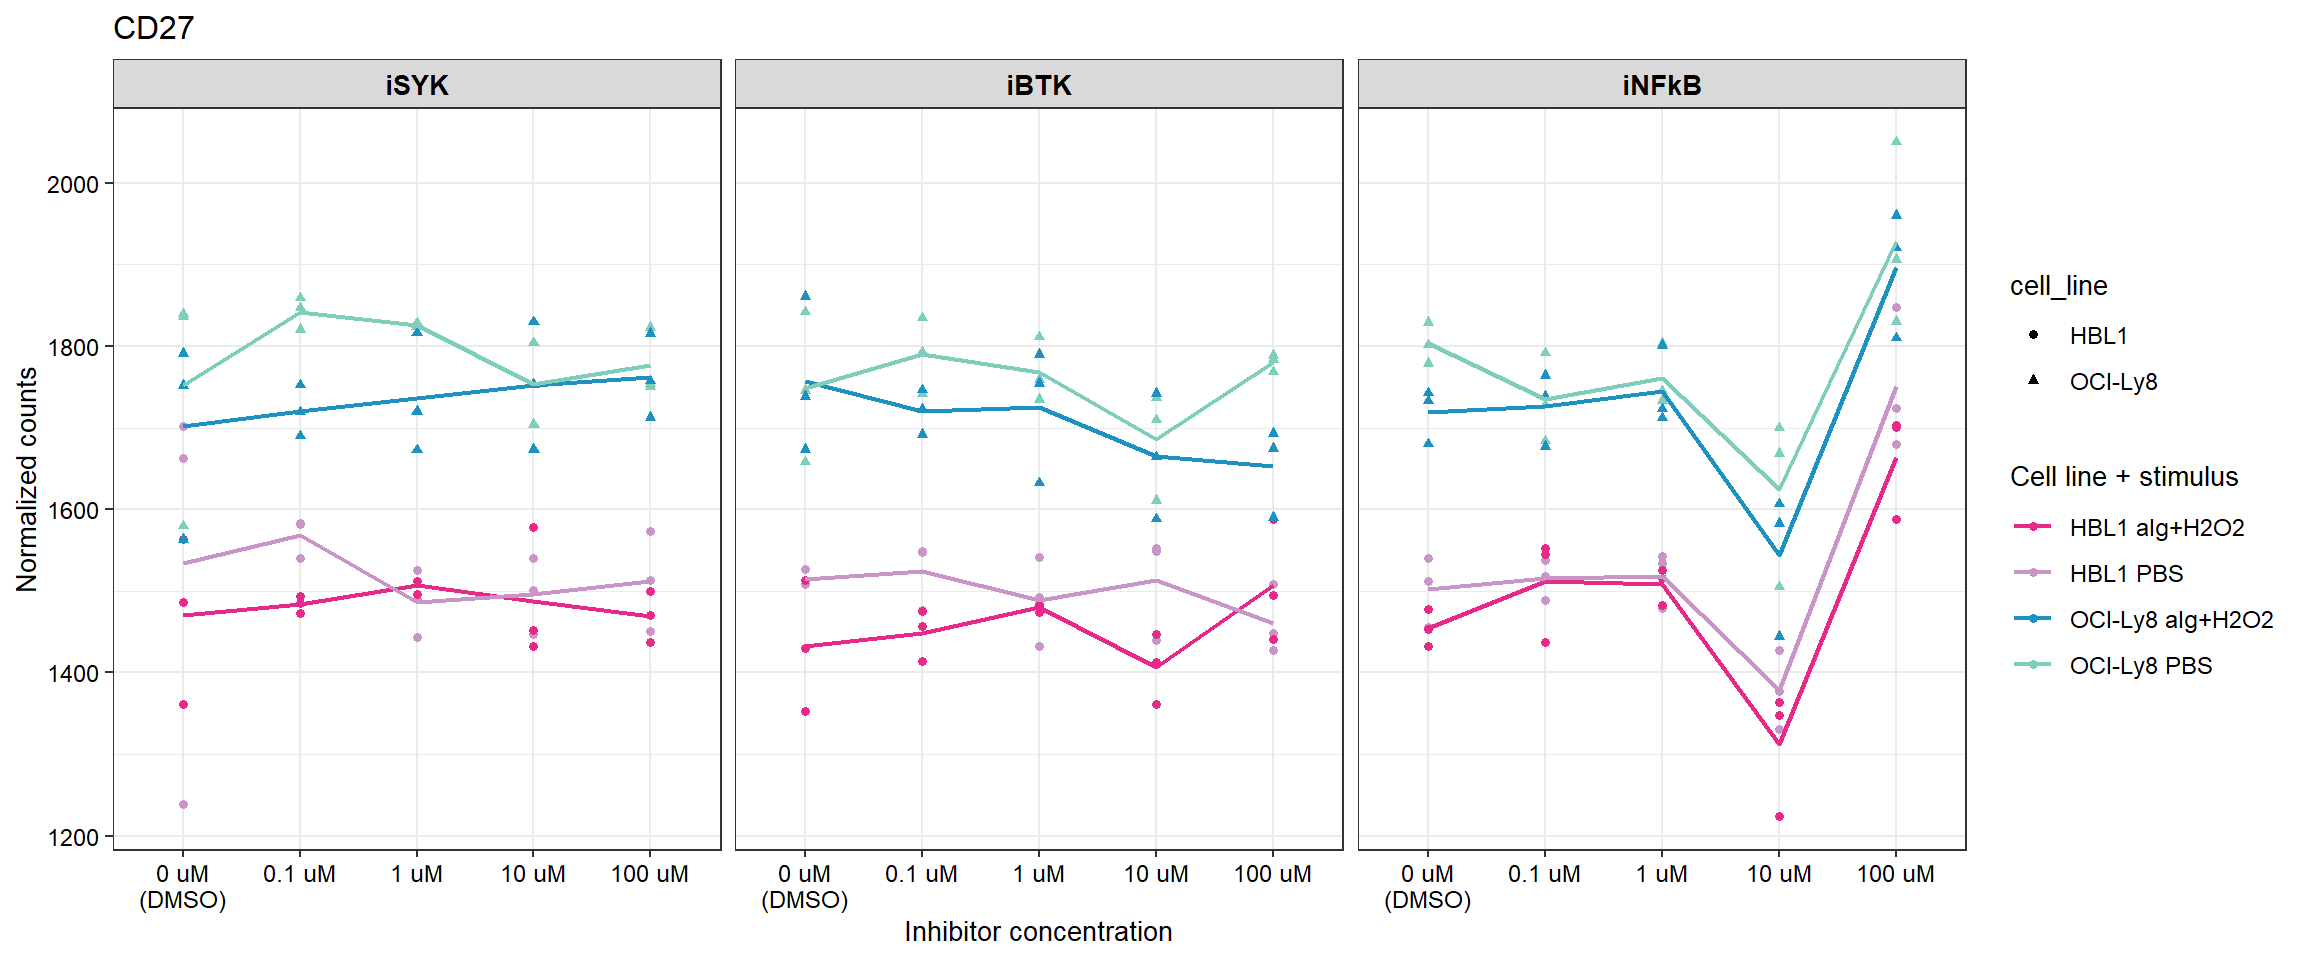 CD27
iSYK
iBTK
iNFkB
Normalized counts
2000
1800
1600
1400
1200
0 uM
(DMSO)
0.1 uM
1 uM
10 uM
100 uM
0 uM
(DMSO)
0.1 uM
1 uM
10 uM
100 uM
0 uM
(DMSO)
0.1 uM
1 uM
10 uM
100 uM
Inhibitor concentration
cell_line
HBL1
OCI-Ly8
Cell line + stimulus
HBL1 aIg+H2O2
HBL1 PBS
OCI-Ly8 aIg+H2O2
OCI-Ly8 PBS